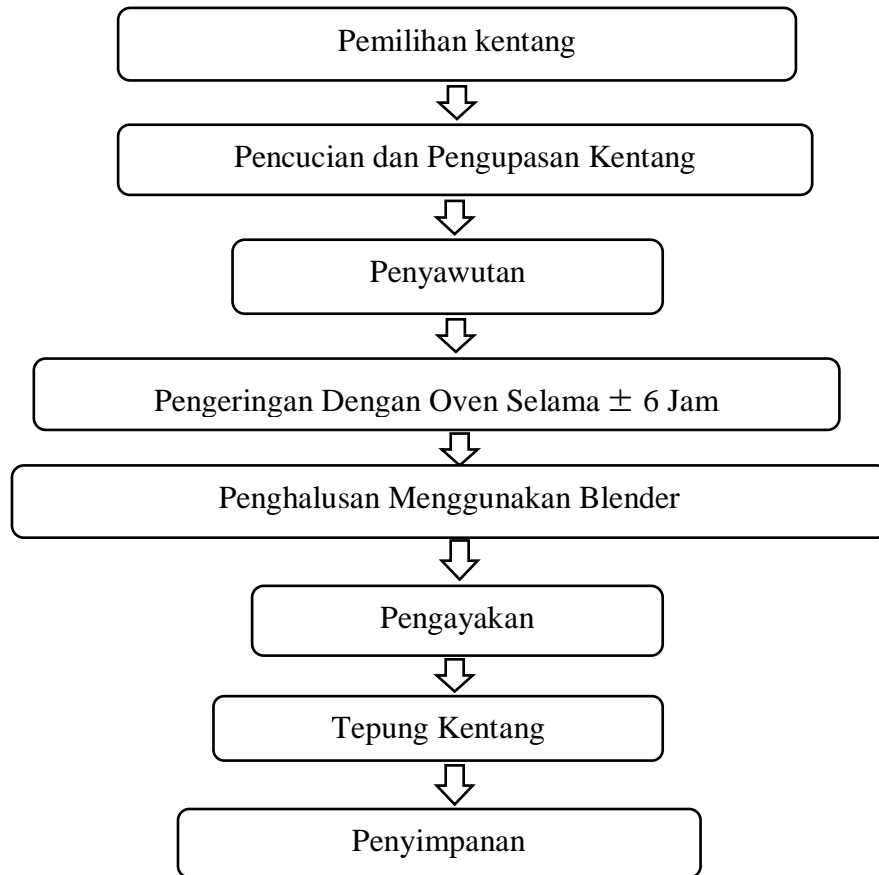 Pemilihan kentang
Pencucian dan Pengupasan Kentang
Penyawutan
Pengeringan Dengan Oven Selama ± 6 Jam
Penghalusan Menggunakan Blender
Pengayakan
Tepung Kentang
Penyimpanan